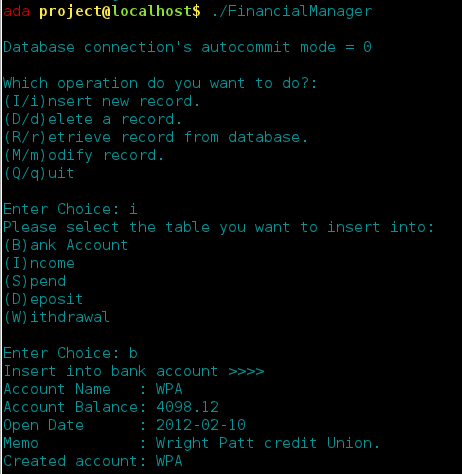 ada project@localhost$ ./FinancialManager
Database connection's autocommit mode = 0
Which operation do you want to do?:
(I/i)nsert new record.
(D/d)elete a record.
(R/r)etrieve record from database.
(M/m)odify record.
(Q/q)uit
Enter Choice: i
Please select the table you want to insert into:
(B)ank Account
(I)ncome
(S)pend
(D)eposit
(W)ithdrawal
Enter Choice: b
Insert into bank account >>>>
Account Name   : WPA
Account Balance: 4098.12
Open Date      : 2012-02-10
Memo           : Wright Patt credit Union.
Created account: WPA